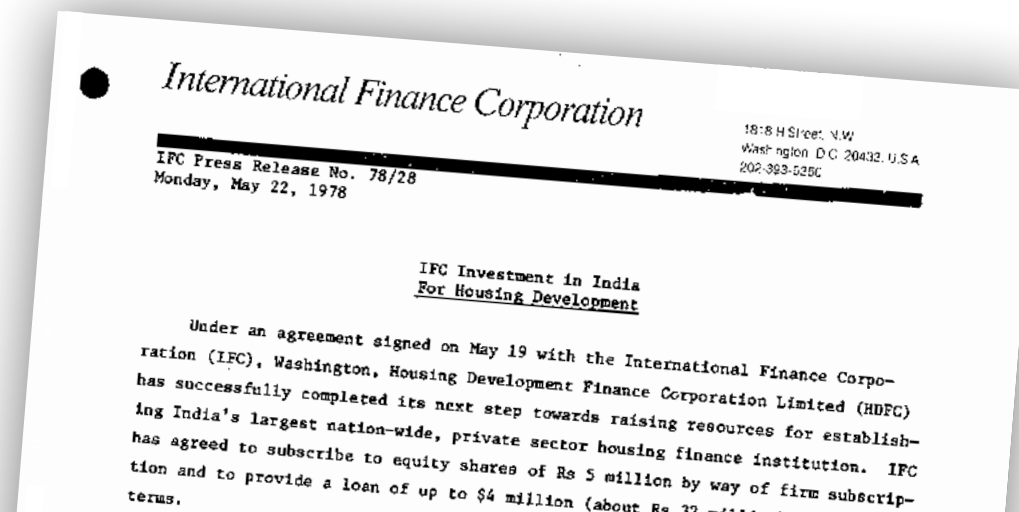 International Finance Corporation
1818 H Street, N.W.
Washington, D.C. 20433, U.S.A.
IFC Press Release No. 78/28
Monday, May 22, 1978
IFC Investment in India
For Housing Development
Under an agreement signed on May 19 with the International Finance Corpo-
ration (IFC), Washington, Housing Development Finance Corporation Limited (HDFC)
has successfully completed its next step towards raising resources for establish-
ing India's largest nation-wide, private sector housing finance institution. IFC
has agreed to subscribe to equity shares of Rs 5 million by way of firm subscrip-
tion and to provide a loan of up to $4 million (about Rs 32
terms.